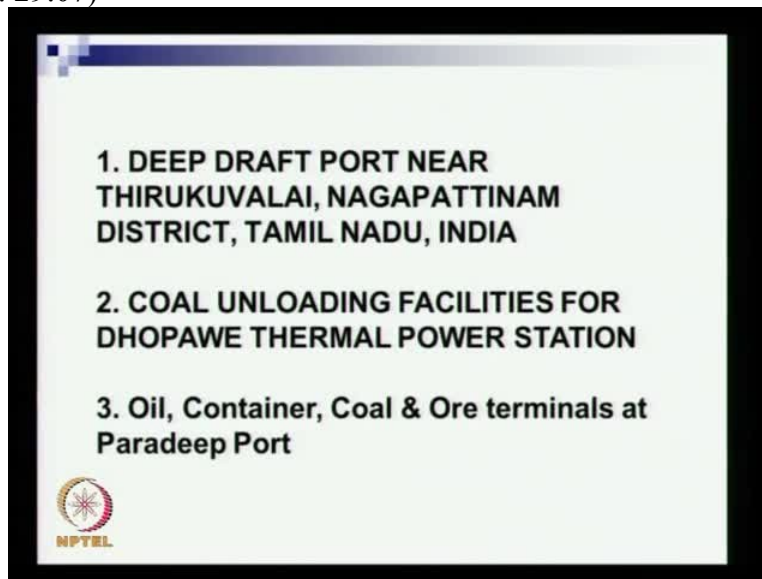 1. DEEP DRAFT PORT NEAR
THIRUKUVALAI, NAGAPATTINAM
DISTRICT, TAMIL NADU, INDIA
2. COAL UNLOADING FACILITIES FOR
DHOPAWE THERMAL POWER STATION
3. Oil, Container, Coal & Ore terminals at
Paradeep Port
NPTEL